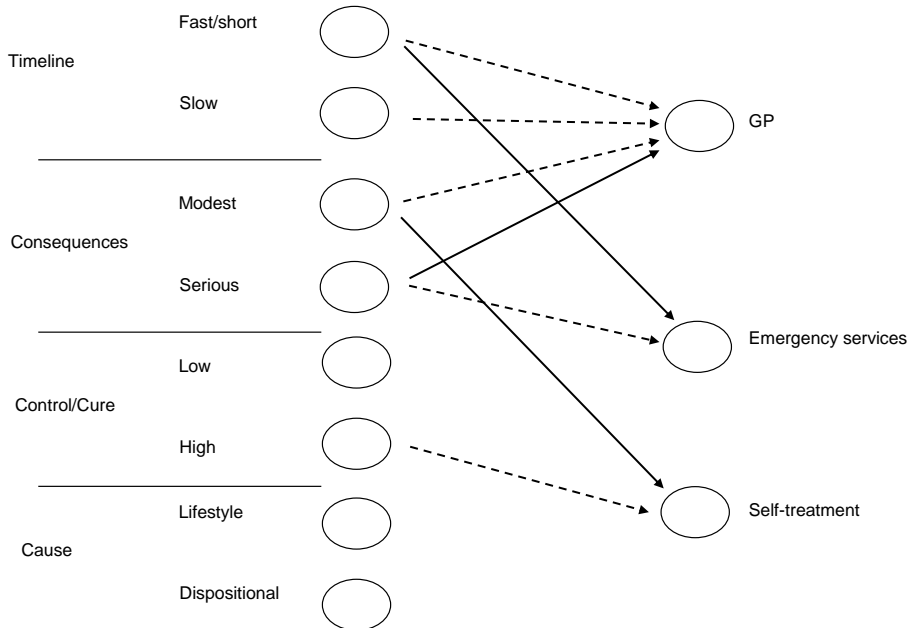 Fast/short
Timeline
Slow
GP
Modest
Consequences
Serious
Emergency services
Low
Control/Cure
High
Lifestyle
Self-treatment
Cause
Dispositional